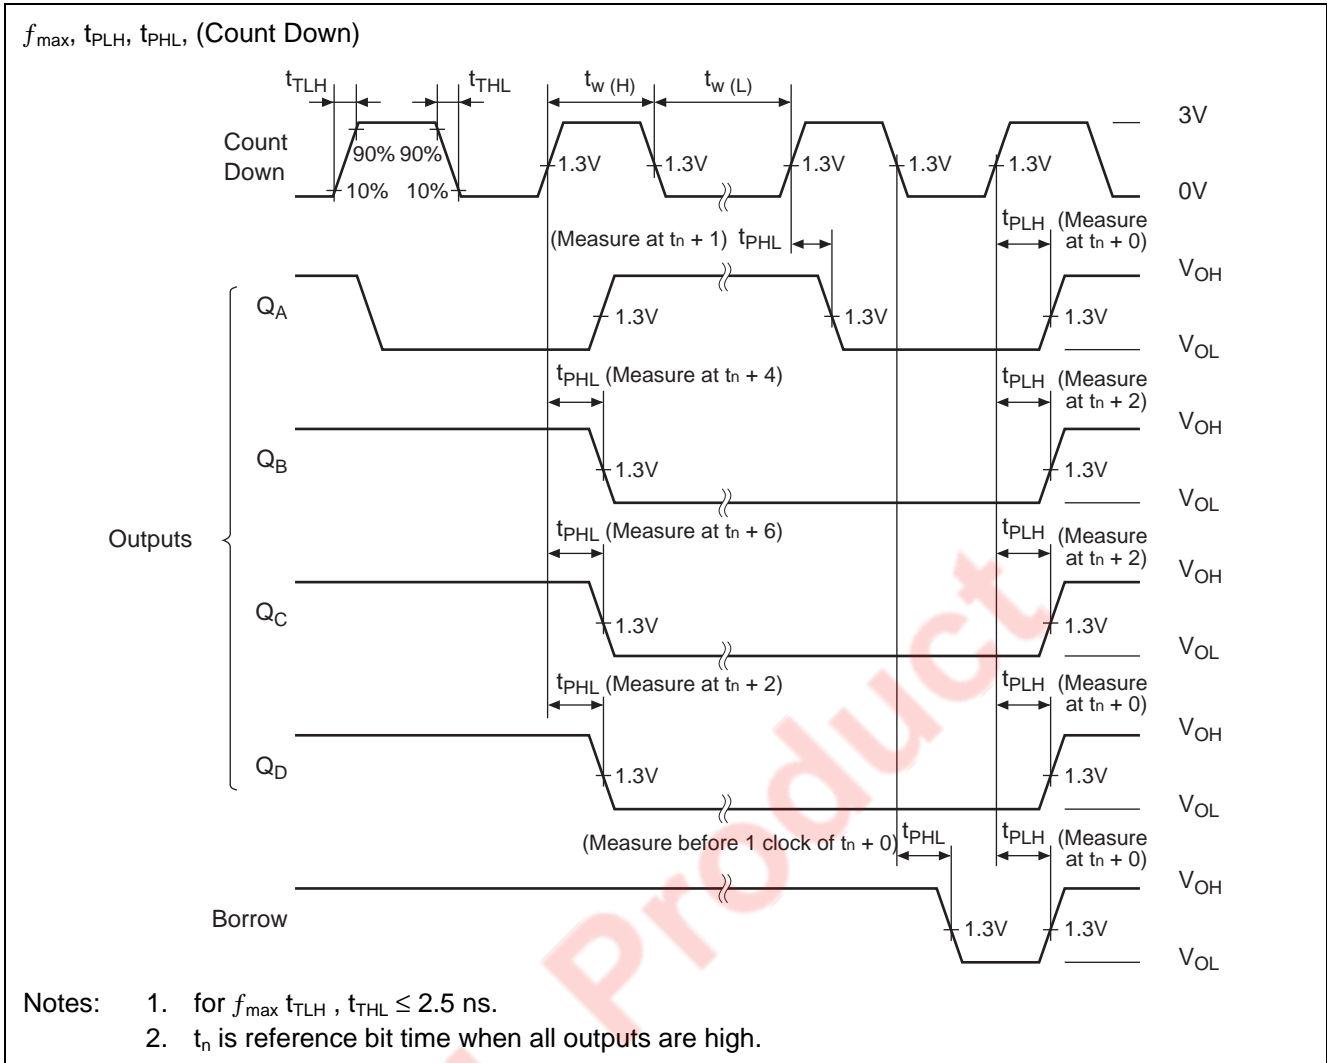 fmax, tPLH, tPHL, (Count Down)
tTLH tTHL tw (H) tw (L)
3V
Count Down
90% 90% 1.3V 1.3V 1.3V 1.3V 1.3V
10% 10%
0V
(Measure at tn + 1) tPHL
tPLH (Measure at tn + 0)
VOH
QA
1.3V 1.3V 1.3V
VOL
tPHL (Measure at tn + 4)
tPLH (Measure at tn + 2)
VOH
QB
1.3V 1.3V
VOL
Outputs
tPHL (Measure at tn + 6)
tPLH (Measure at tn + 2)
VOH
QC
1.3V 1.3V
VOL
tPHL (Measure at tn + 2)
tPLH (Measure at tn + 0)
VOH
QD
1.3V 1.3V
VOL
(Measure before 1 clock of tn + 0) tPHL
tPLH (Measure at tn + 0)
VOH
Borrow
1.3V 1.3V
VOL
Product
Notes: 1. for fmax tTLH , tTHL ≤ 2.5 ns.
2. tn is reference bit time when all outputs are high.